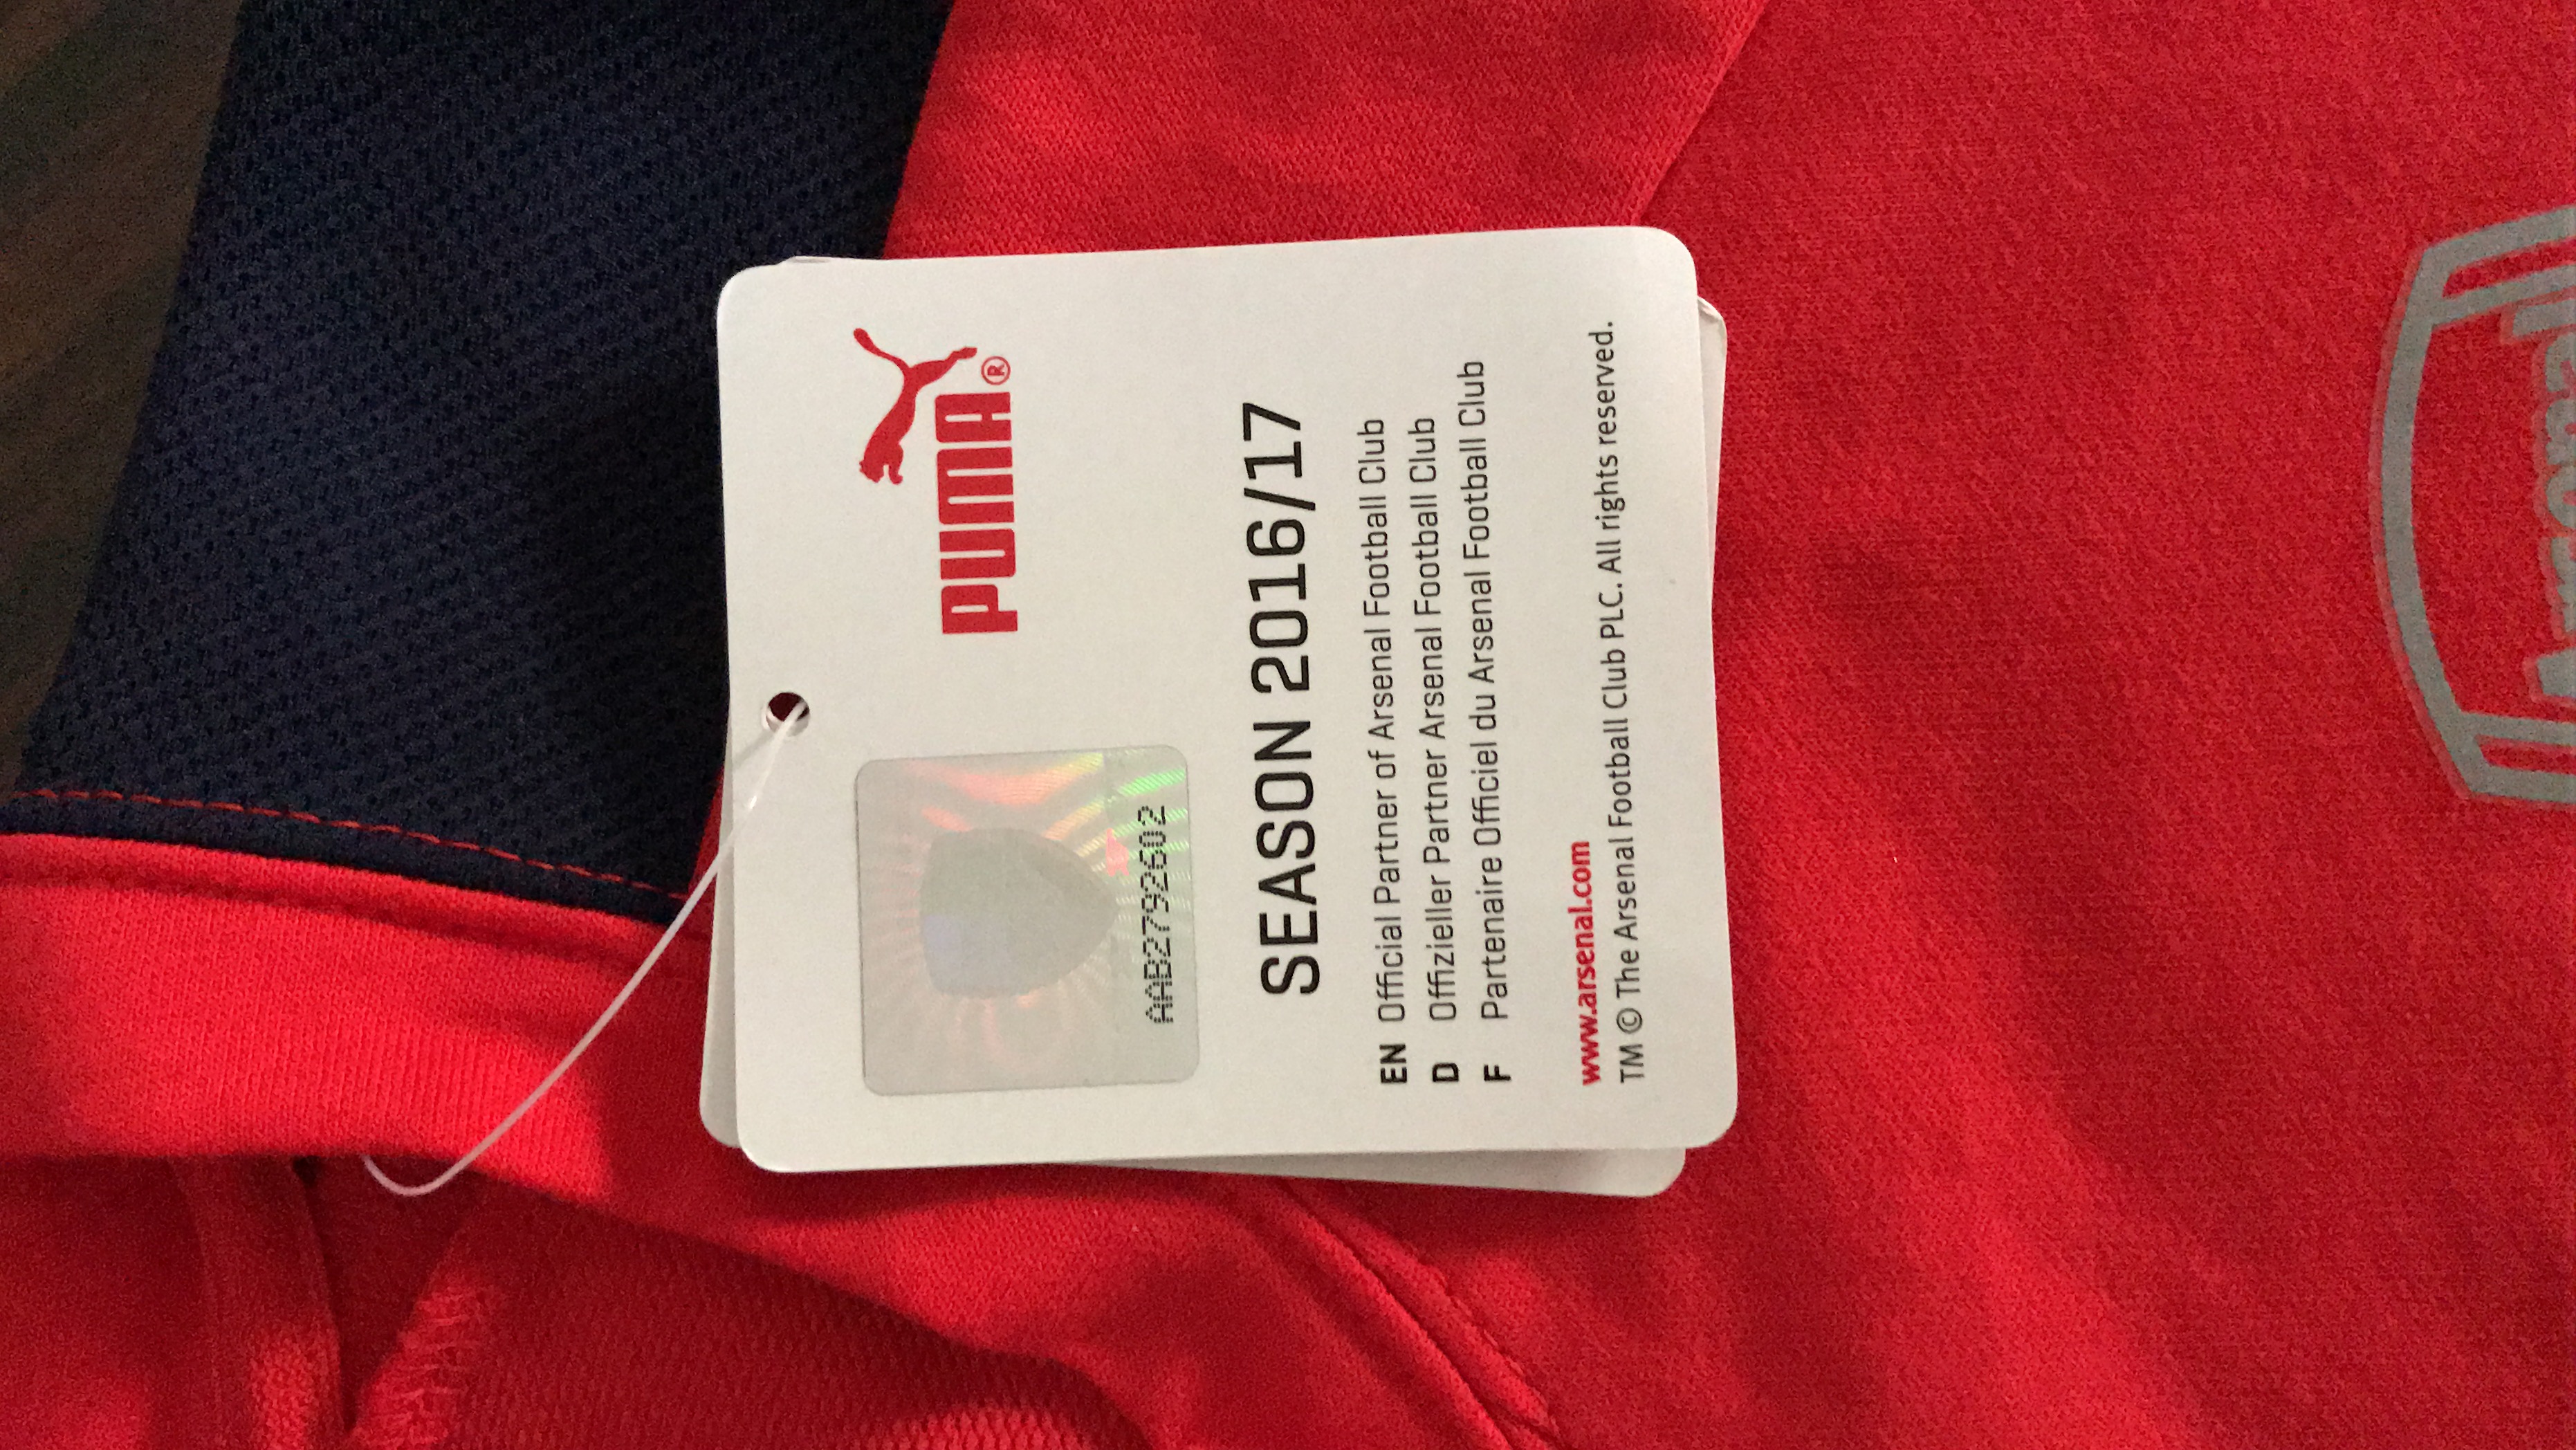 PUMA®
AAB2792602
SEASON 2016/17
EN Official Partner of Arsenal Football Club
D Offizieller Partner Arsenal Football Club
F Partenaire Officiel du Arsenal Football Club
www.arsenal.com
TM © The Arsenal Football Club PLC. All rights reserved.